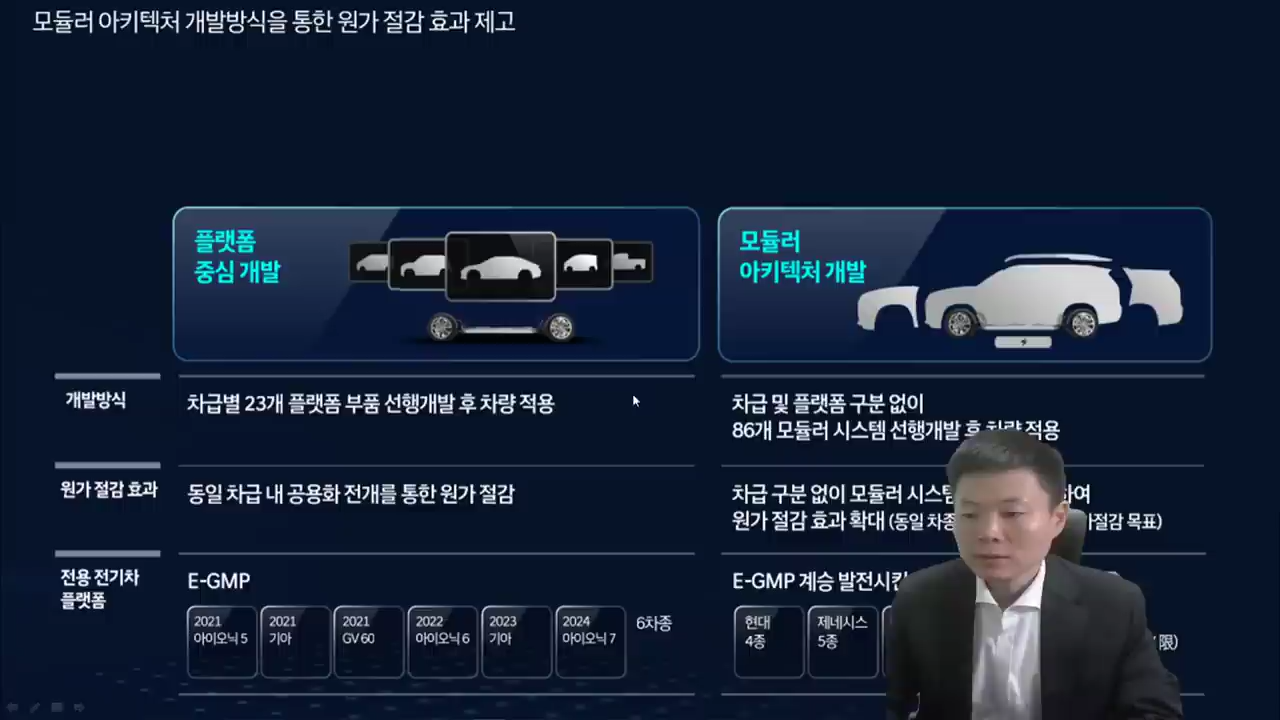 모듈러 아키텍처 개발방식을 통한 원가 절감 효과 제고
플랫폼
중심 개발
모듈러
아키텍처 개발
개발방식
차급별 23개 플랫폼 부품 선행개발 후 차량 적용
차급 및 플랫폼 구분 없이
86개 모듈러 시스템 선행개발 후 차량 적용
원가 절감 효과
동일 차급 내 공용화 전개를 통한 원가 절감
차급 구분 없이 모듈러 시스템
원가 절감 효과 확대 (동일 차종 절감 목표)
전용 전기차
플랫폼
E-GMP
2021
아이오닉 5
2021
기아
2021
GV 60
2022
아이오닉 6
2023
기아
2024
아이오닉 7
6차종
E-GMP 계승 발전시킨
현대
4종
제네시스
5종
限)